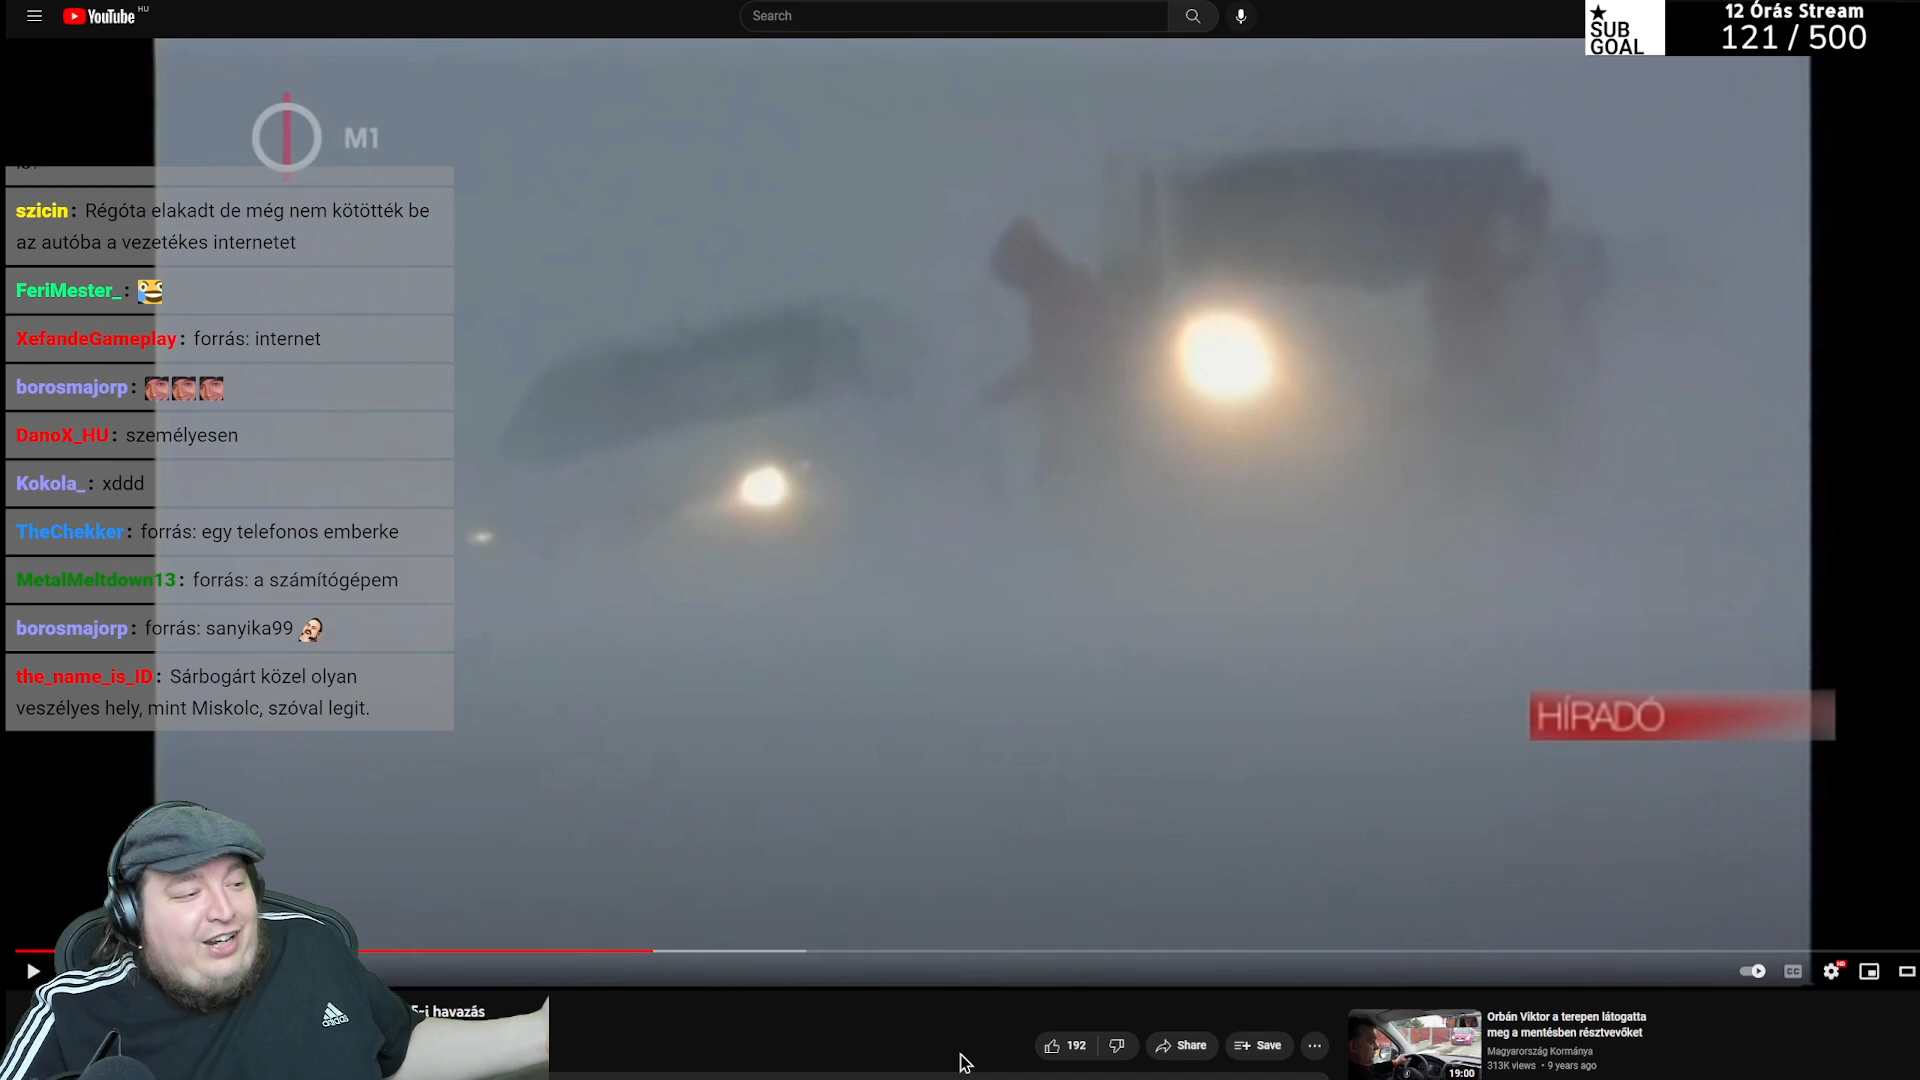 YouTube HU
Search
SUB
GOAL
12 Órás Stream
121 / 500
M1
szicin: Régóta elakadt de még nem kötötték be
az autóba a vezetékes internetet
FeriMester_:
XefandeGameplay: forrás: internet
borosmajorp:
DanoX_HU: személyesen
Kokola_: xddd
TheChekker: forrás: egy telefonos emberke
MetalMeltdown13: forrás: a számítógépem
borosmajorp: forrás: sanyika99
the_name_is_ID: Sárbogárt közel olyan
veszélyes hely, mint Miskolc, szóval legit.
HÍRADÓ
CC
HD
adidas
-i havazás
192
Share
Save
19:00
Orbán Viktor a terepen látogatta
meg a mentésben résztvevőket
Magyarország Kormánya
313K views • 9 years ago